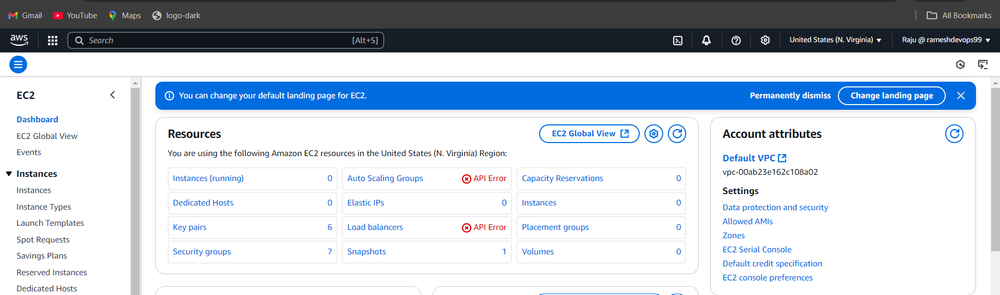 Gmail YouTube Maps logo-dark All Bookmarks
aws Search [Alt+S] United States (N. Virginia) Raju @ rameshdevops99
EC2
Dashboard
EC2 Global View
Events
Instances
Instances
Instance Types
Launch Templates
Spot Requests
Savings Plans
Reserved Instances
Dedicated Hosts
You can change your default landing page for EC2. Permanently dismiss Change landing page
Resources EC2 Global View
You are using the following Amazon EC2 resources in the United States (N. Virginia) Region:
Instances (running) 0 Auto Scaling Groups API Error Capacity Reservations 0
Dedicated Hosts 0 Elastic IPs 0 Instances 0
Key pairs 6 Load balancers API Error Placement groups 0
Security groups 7 Snapshots 1 Volumes 0
Account attributes
Default VPC
vpc-00ab23e162c108a02
Settings
Data protection and security
Allowed AMIs
Zones
EC2 Serial Console
Default credit specification
EC2 console preferences